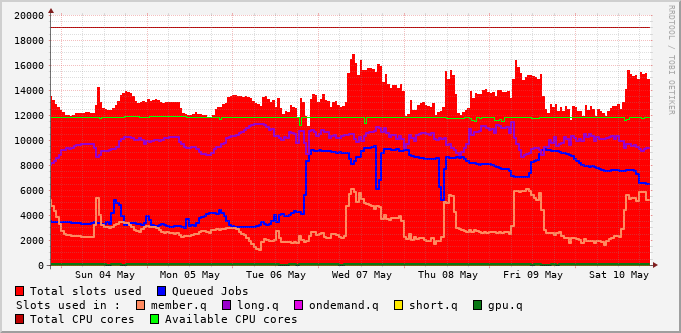 20000
18000
16000
14000
12000
10000
8000
6000
4000
2000
0
Sun 04 May Mon 05 May Tue 06 May Wed 07 May Thu 08 May Fri 09 May Sat 10 May
RRDTOOL / TOBI OETIKER
Total slots used Queued Jobs
Slots used in : member.q long.q ondemand.q short.q gpu.q
Total CPU cores Available CPU cores